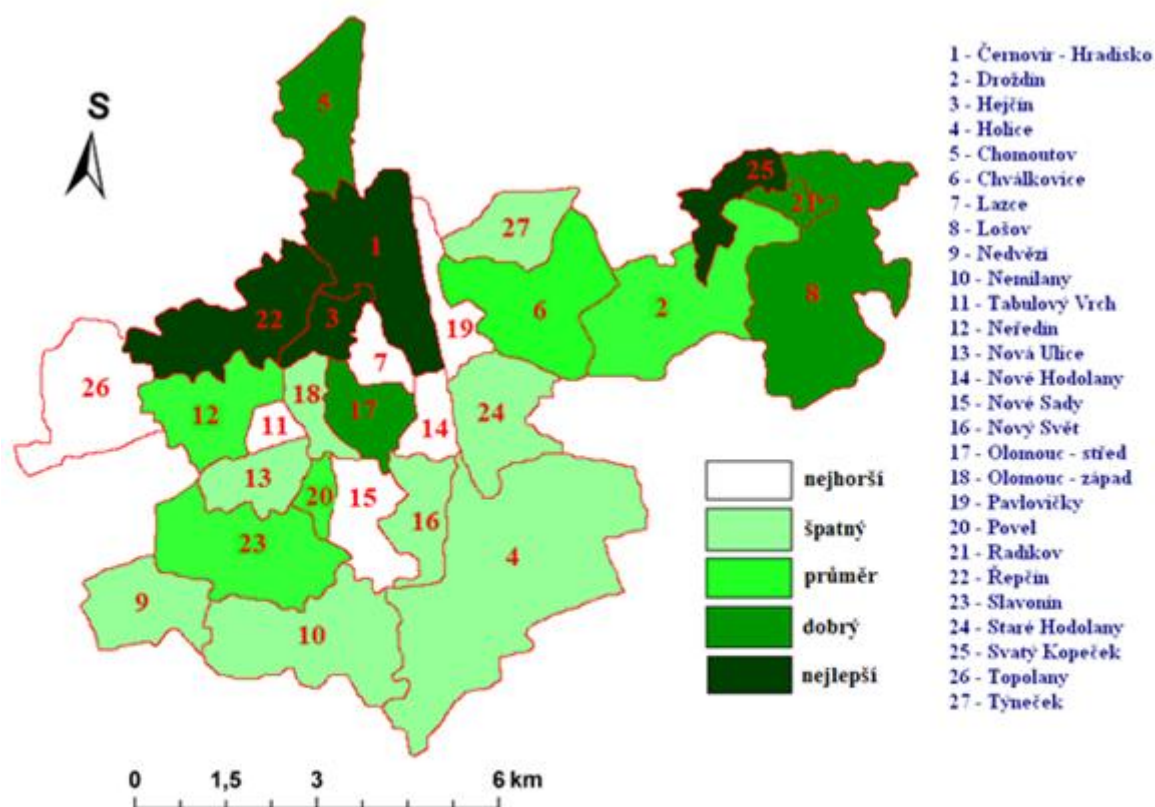 S
5
25
21
27
1
8
6
2
22
3
19
7
26
18
24
12
17
11
14
13
20
15
16
23
4
9
10
nejhorší
špatný
průměr
dobrý
nejlepší
1 - Černovír - Hradisko
2 - Droždín
3 - Hejčín
4 - Holice
5 - Chomoutov
6 - Chválkovice
7 - Lazce
8 - Lošov
9 - Nedvězí
10 - Nemilany
11 - Tabulový Vrch
12 - Neředín
13 - Nová Ulice
14 - Nové Hodolany
15 - Nové Sady
16 - Nový Svět
17 - Olomouc - střed
18 - Olomouc - západ
19 - Pavlovičky
20 - Povel
21 - Radíkov
22 - Řepčín
23 - Slavonín
24 - Staré Hodolany
25 - Svatý Kopeček
26 - Topolany
27 - Týneček
0 1,5 3 6 km